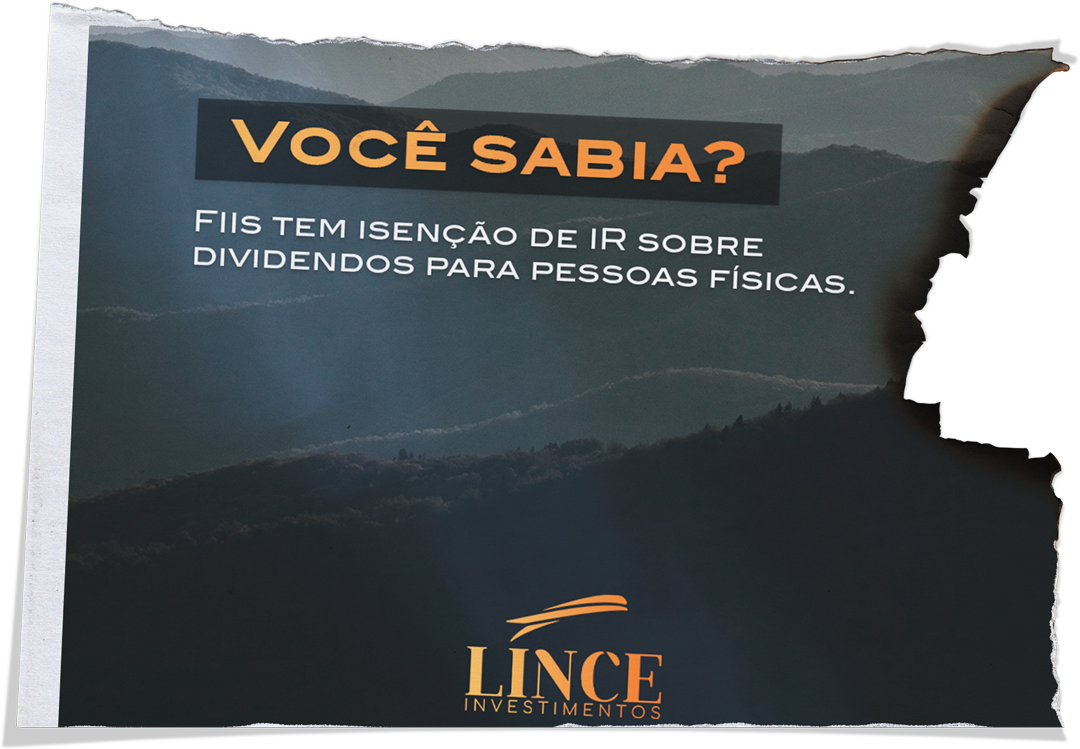 VOCÊ SABIA?
FIIS TEM ISENÇÃO DE IR SOBRE
DIVIDENDOS PARA PESSOAS FÍSICAS.
LINCE
INVESTIMENTOS